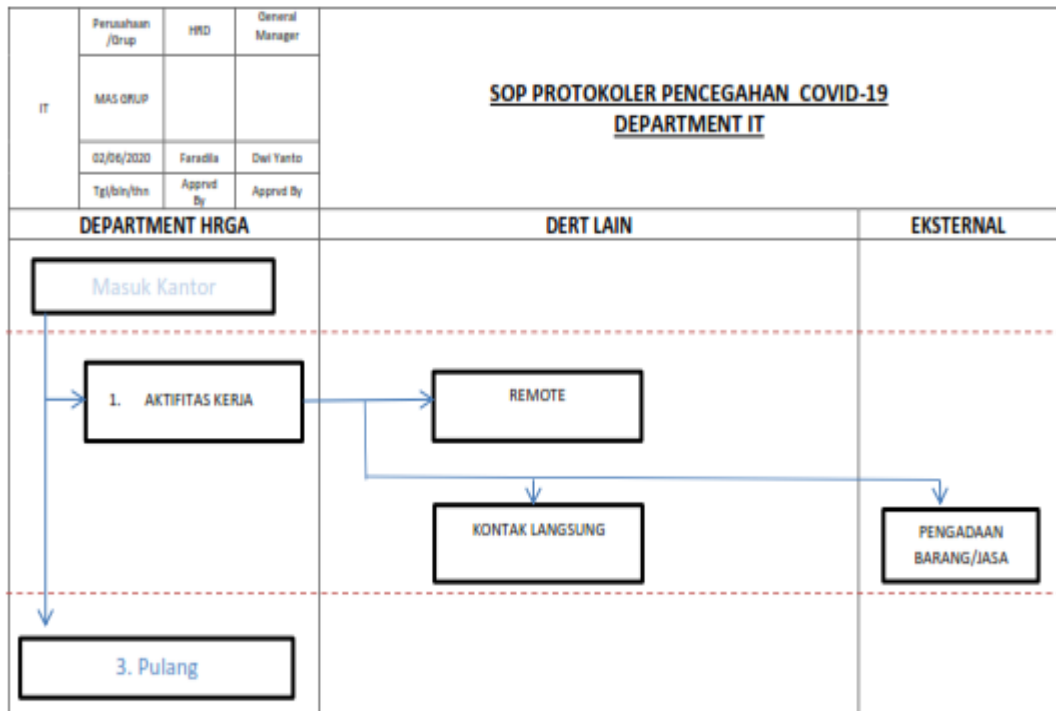 IT
Perusahaan
/Grup
HRD
General
Manager
MAS GRUP
02/06/2020
Faradila
Dwi Yanto
Tgl/bln/thn
Apprvd
By
Apprvd By
SOP PROTOKOLER PENCEGAHAN COVID-19
DEPARTMENT IT
DEPARTMENT HRGA
DERT LAIN
EKSTERNAL
Masuk Kantor
1. AKTIFITAS KERJA
REMOTE
KONTAK LANGSUNG
PENGADAAN
BARANG/JASA
3. Pulang